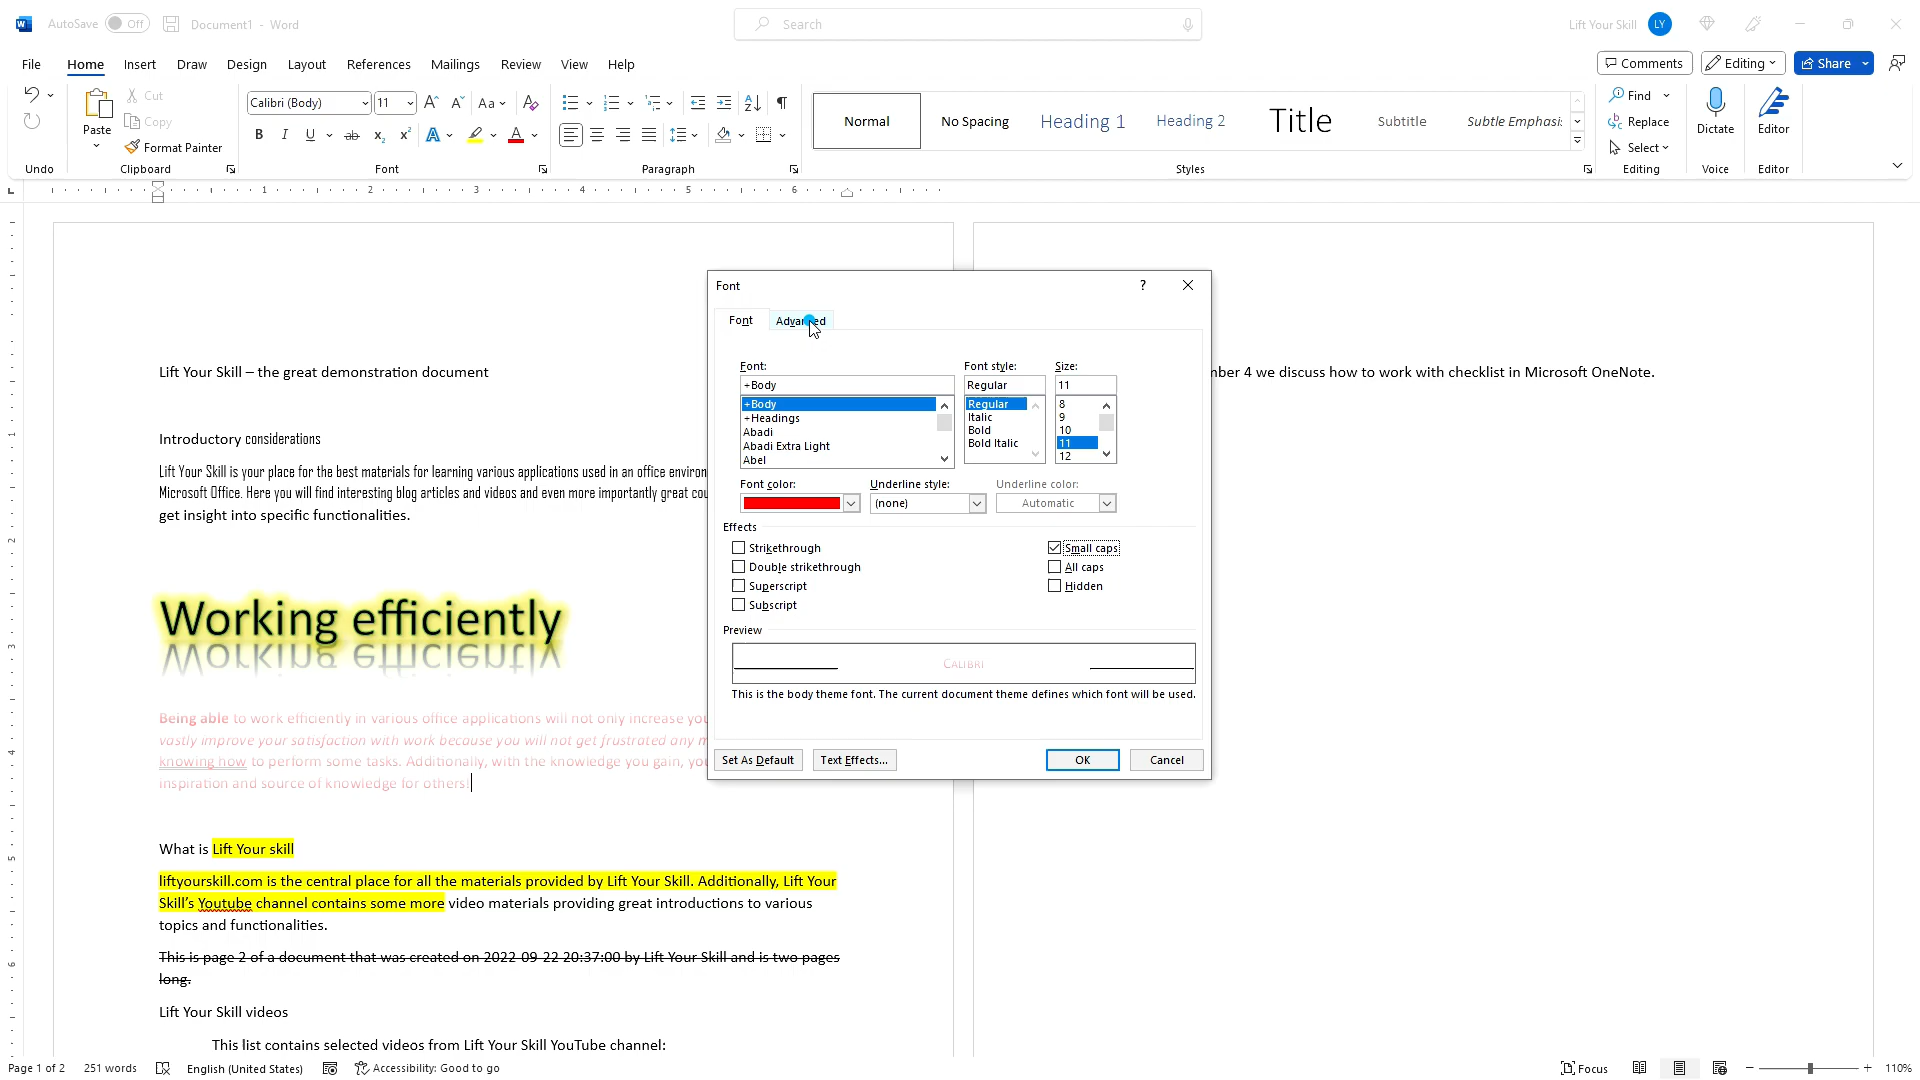 AutoSave Off Document1 - Word Search Lift Your Skill LY
File Home Insert Draw Design Layout References Mailings Review View Help Comments Editing Share
Cut
Copy
Paste
Format Painter
Undo Clipboard
Calibri (Body) 11 Aa
B I U ab x₂ x² A A
Font
Paragraph
Normal No Spacing Heading 1 Heading 2 Title Subtitle Subtle Emphasis
Styles
Find
Replace
Select
Editing
Dictate
Voice
Editor
Editor
1 2 3 4 5 6
Lift Your Skill – the great demonstration document
Introductory considerations
Lift Your Skill is your place for the best materials for learning various applications used in an office
Microsoft Office. Here you will find interesting blog articles and videos and even more importantly great
get insight into specific functionalities.
Working efficiently
Being able to work efficiently in various office applications will not only increase
vastly improve your satisfaction with work because you will not get frustrated any
knowing how to perform some tasks. Additionally, with the knowledge you gain,
inspiration and source of knowledge for others!
What is Lift Your skill
liftyourskill.com is the central place for all the materials provided by Lift Your Skill. Additionally, Lift Your
Skill’s Youtube channel contains some more video materials providing great introductions to various
topics and functionalities.
This is page 2 of a document that was created on 2022-09-22 20:37:00 by Lift Your Skill and is two pages
long.
Lift Your Skill videos
This list contains selected videos from Lift Your Skill YouTube channel:
4 we discuss how to work with checklist in Microsoft OneNote.
Font ?
Font Advanced
Font: Font style: Size:
+Body Regular 11
+Body Regular 8
+Headings Italic 9
Abadi Bold 10
Abadi Extra Light Bold Italic 11
Abel 12
Font color: Underline style: Underline color:
(none) Automatic
Effects
Strikethrough Small caps
Double strikethrough All caps
Superscript Hidden
Subscript
Preview
Calibri
This is the body theme font. The current document theme defines which font will be used.
Set As Default Text Effects... OK Cancel
Page 1 of 2 251 words English (United States) Accessibility: Good to go Focus 110%